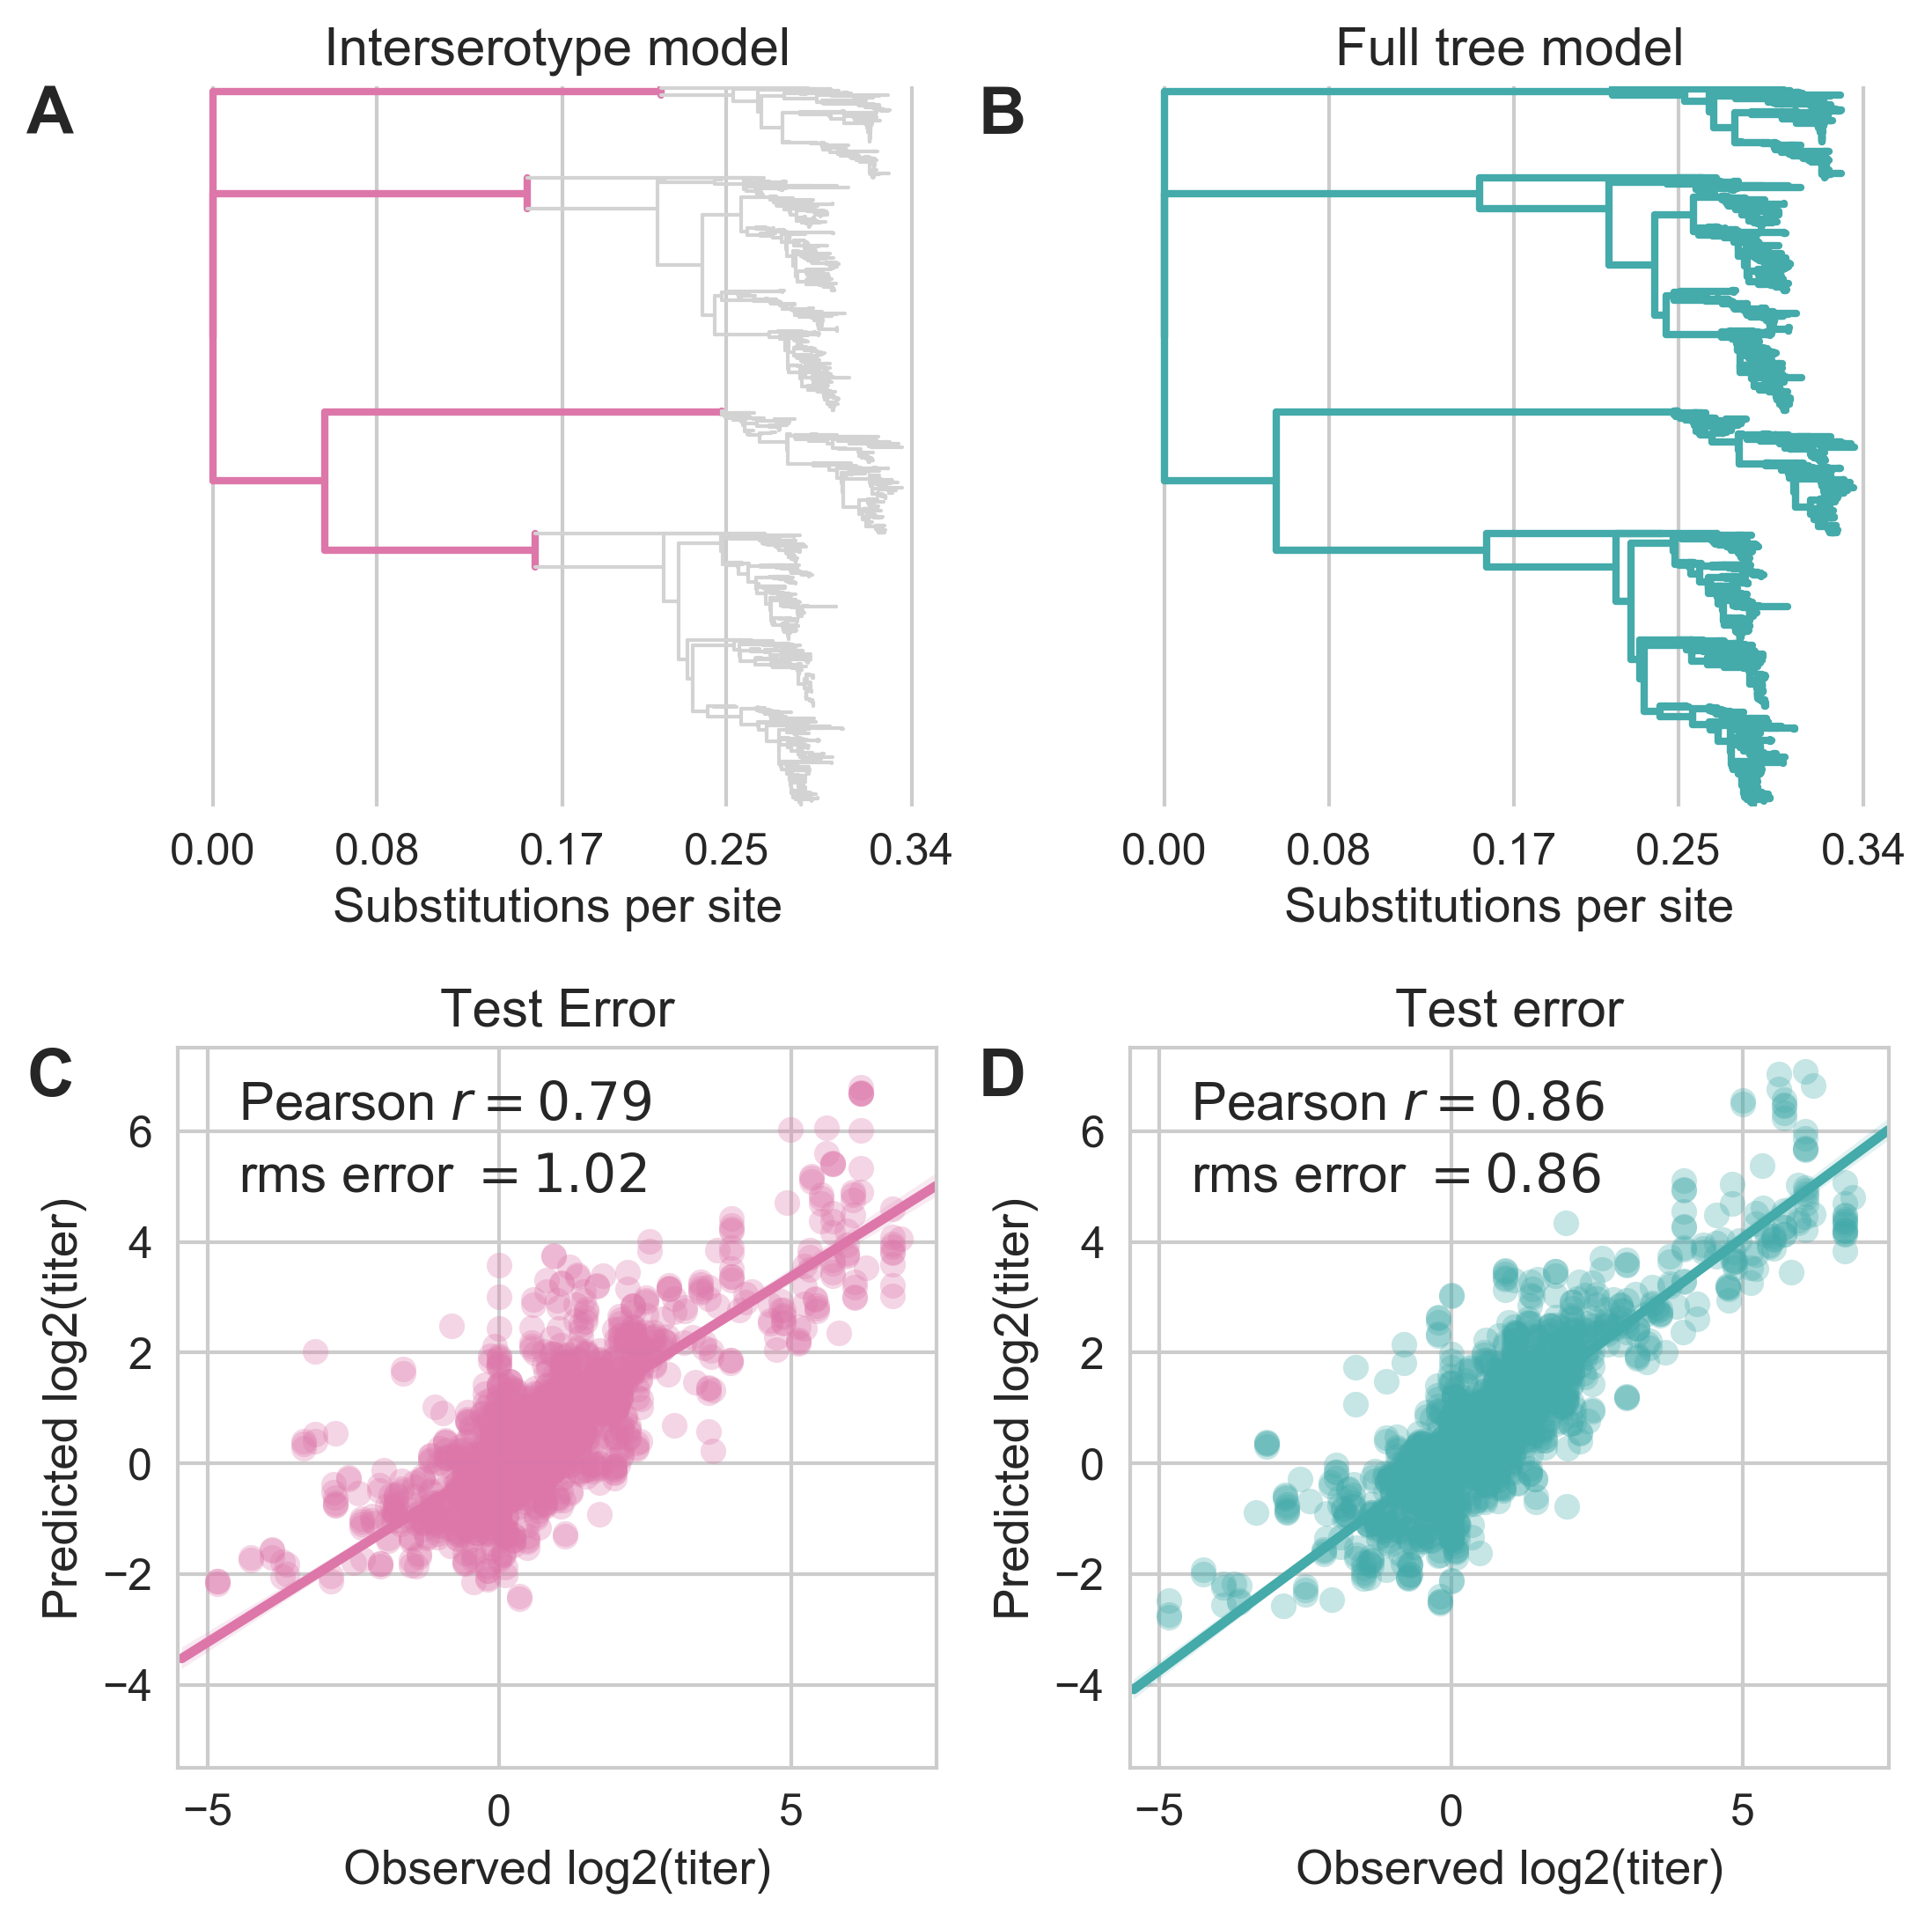 Interserotype model
Full tree model
A
B
0.00 0.08 0.17 0.25 0.34
Substitutions per site
0.00 0.08 0.17 0.25 0.34
Substitutions per site
Test Error
C
Pearson r = 0.79
rms error = 1.02
6
4
2
0
−2
−4
Predicted log2(titer)
−5 0 5
Observed log2(titer)
Test error
D
Pearson r = 0.86
rms error = 0.86
6
4
2
0
−2
−4
Predicted log2(titer)
−5 0 5
Observed log2(titer)